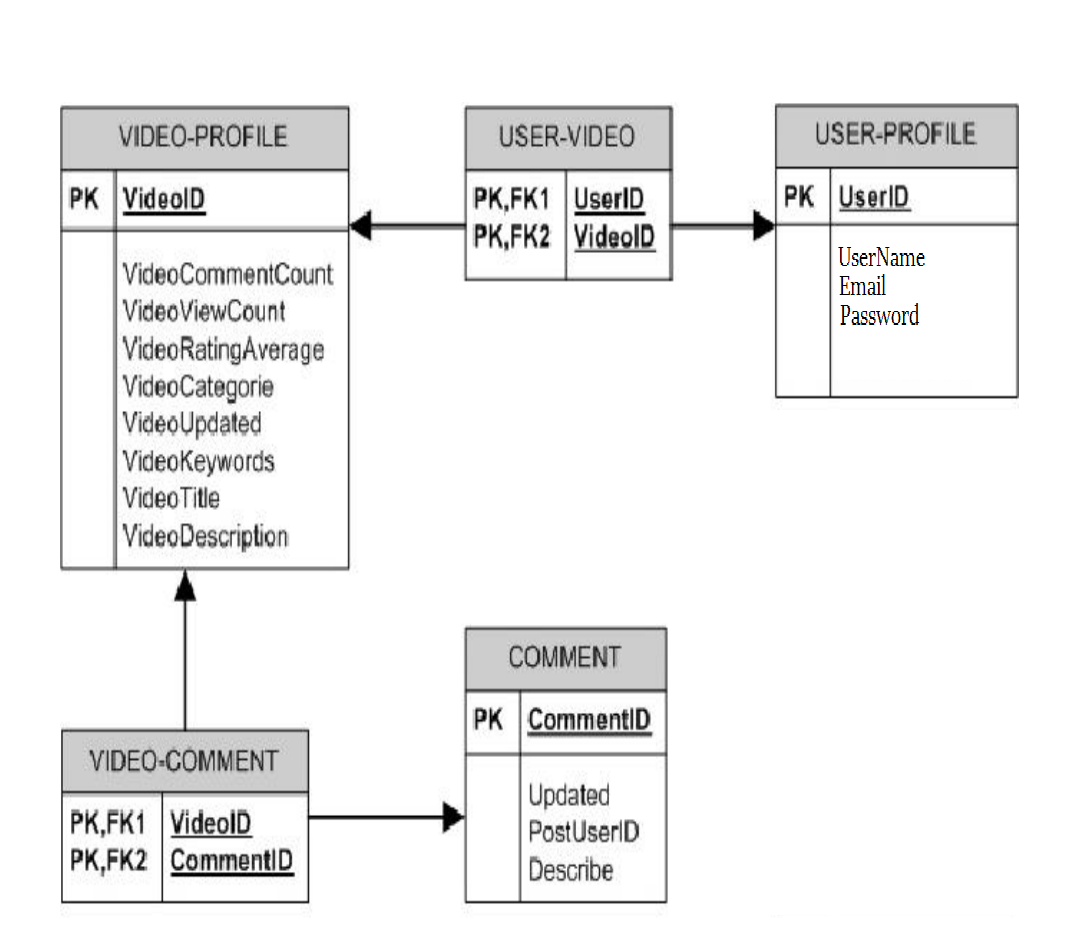 VIDEO-PROFILE
PK VideoID
VideoCommentCount
VideoViewCount
VideoRatingAverage
VideoCategorie
VideoUpdated
VideoKeywords
VideoTitle
VideoDescription
USER-VIDEO
PK,FK1 UserID
PK,FK2 VideoID
USER-PROFILE
PK UserID
UserName
Email
Password
VIDEO-COMMENT
PK,FK1 VideoID
PK,FK2 CommentID
COMMENT
PK CommentID
Updated
PostUserID
Describe